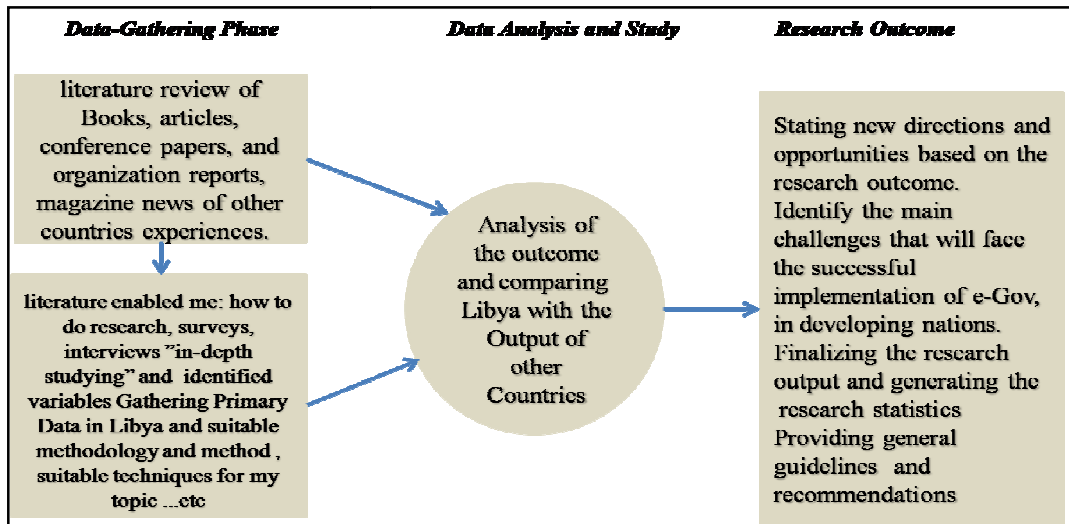 Data-Gathering Phase
Data Analysis and Study
Research Outcome
literature review of
Books, articles,
conference papers, and
organization reports,
magazine news of other
countries experiences.
literature enabled me: how to
do research, surveys,
interviews "in-depth
studying" and identified
variables Gathering Primary
Data in Libya and suitable
methodology and method ,
suitable techniques for my
topic ...etc
Analysis of
the outcome
and comparing
Libya with the
Output of
other
Countries
Stating new directions and
opportunities based on the
research outcome.
Identify the main
challenges that will face
the successful
implementation of e-Gov,
in developing nations.
Finalizing the research
output and generating the
research statistics
Providing general
guidelines and
recommendations